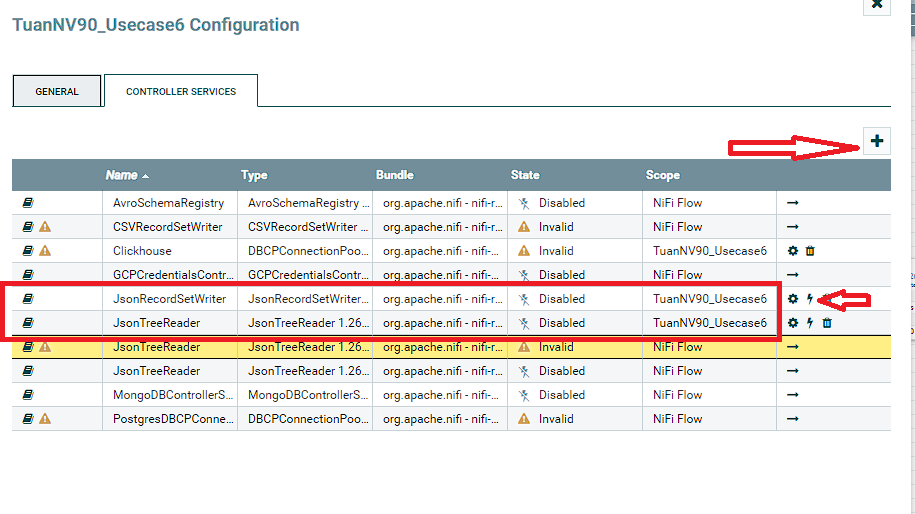 TuanNV90_Usecase6 Configuration
GENERAL CONTROLLER SERVICES
Name Type Bundle State Scope
AvroSchemaRegistry AvroSchemaRegistry ... org.apache.nifi - nifi-r... Disabled NiFi Flow
CSVRecordSetWriter CSVRecordSetWriter ... org.apache.nifi - nifi-r... Invalid NiFi Flow
Clickhouse DBCPConnectionPoo... org.apache.nifi - nifi-... Invalid TuanNV90_Usecase6
GCPCredentialsContr... GCPCredentialsContr... org.apache.nifi - nifi-... Disabled NiFi Flow
JsonRecordSetWriter JsonRecordSetWriter... org.apache.nifi - nifi-r... Disabled TuanNV90_Usecase6
JsonTreeReader JsonTreeReader 1.26... org.apache.nifi - nifi-r... Disabled TuanNV90_Usecase6
JsonTreeReader JsonTreeReader 1.26... org.apache.nifi - nifi-r... Invalid NiFi Flow
JsonTreeReader JsonTreeReader 1.26... org.apache.nifi - nifi-r... Disabled NiFi Flow
MongoDBControllerS... MongoDBControllerS... org.apache.nifi - nifi-... Disabled NiFi Flow
PostgresDBCPConne... DBCPConnectionPoo... org.apache.nifi - nifi-... Invalid NiFi Flow